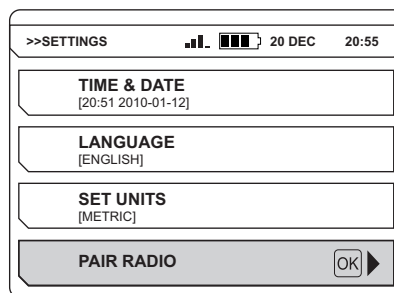 >>SETTINGS 20 DEC 20:55
TIME & DATE
[20:51 2010-01-12]
LANGUAGE
[ENGLISH]
SET UNITS
[METRIC]
PAIR RADIO OK